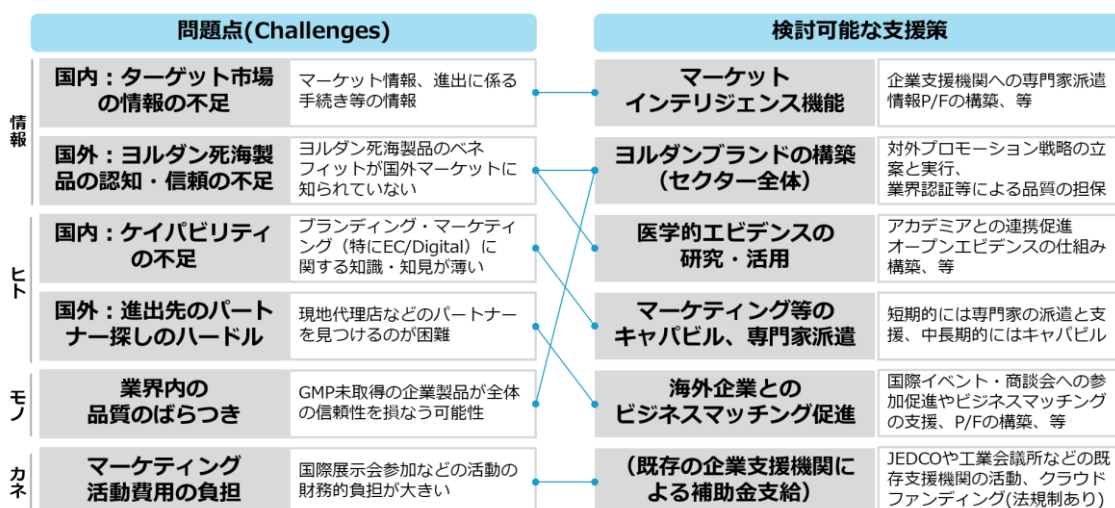 問題点(Challenges)
検討可能な支援策
情報
国内：ターゲット市場
の情報の不足
マーケット情報、進出に係る
手続き等の情報
マーケット
インテリジェンス機能
企業支援機関への専門家派遣
情報P/Fの構築、等
国外：ヨルダン死海製
品の認知・信頼の不足
ヨルダン死海製品のベネ
フィットが国外マーケットに
知られていない
ヨルダンブランドの構築
（セクター全体）
対外プロモーション戦略の立
案と実行、
業界認証等による品質の担保
ヒト
国内：ケイパビリティ
の不足
ブランディング・マーケティ
ング（特にEC/Digital）に
関する知識・知見が薄い
医学的エビデンスの
研究・活用
アカデミアとの連携促進
オープンエビデンスの仕組み
構築、等
国外：進出先のパート
ナー探しのハードル
現地代理店などのパートナー
を見つけるのが困難
マーケティング等の
キャパビル、専門家派遣
短期的には専門家の派遣と支
援、中長期的にはキャパビル
モノ
業界内の
品質のばらつき
GMP未取得の企業製品が全体
の信頼性を損なう可能性
海外企業との
ビジネスマッチング促進
国際イベント・商談会への参
加促進やビジネスマッチング
の支援、P/Fの構築、等
カネ
マーケティング
活動費用の負担
国際展示会参加などの活動の
財務的負担が大きい
（既存の企業支援機関に
よる補助金支給）
JEDCOや工業会議所などの既
存支援機関の活動、クラウド
ファンディング(法規制あり)